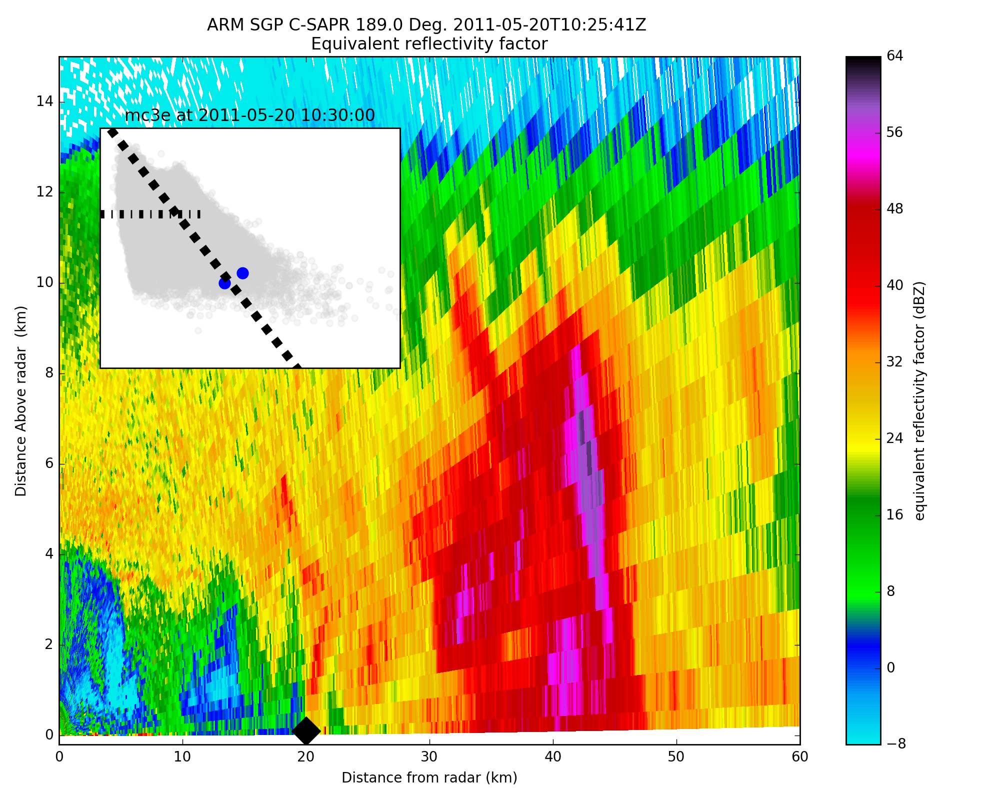 ARM SGP C-SAPR 189.0 Deg. 2011-05-20T10:25:41Z
Equivalent reflectivity factor
mc3e at 2011-05-20 10:30:00
14
12
10
8
6
4
2
0
Distance Above radar (km)
0 10 20 30 40 50 60
Distance from radar (km)
64
56
48
40
32
24
16
8
0
−8
equivalent reflectivity factor (dBZ)